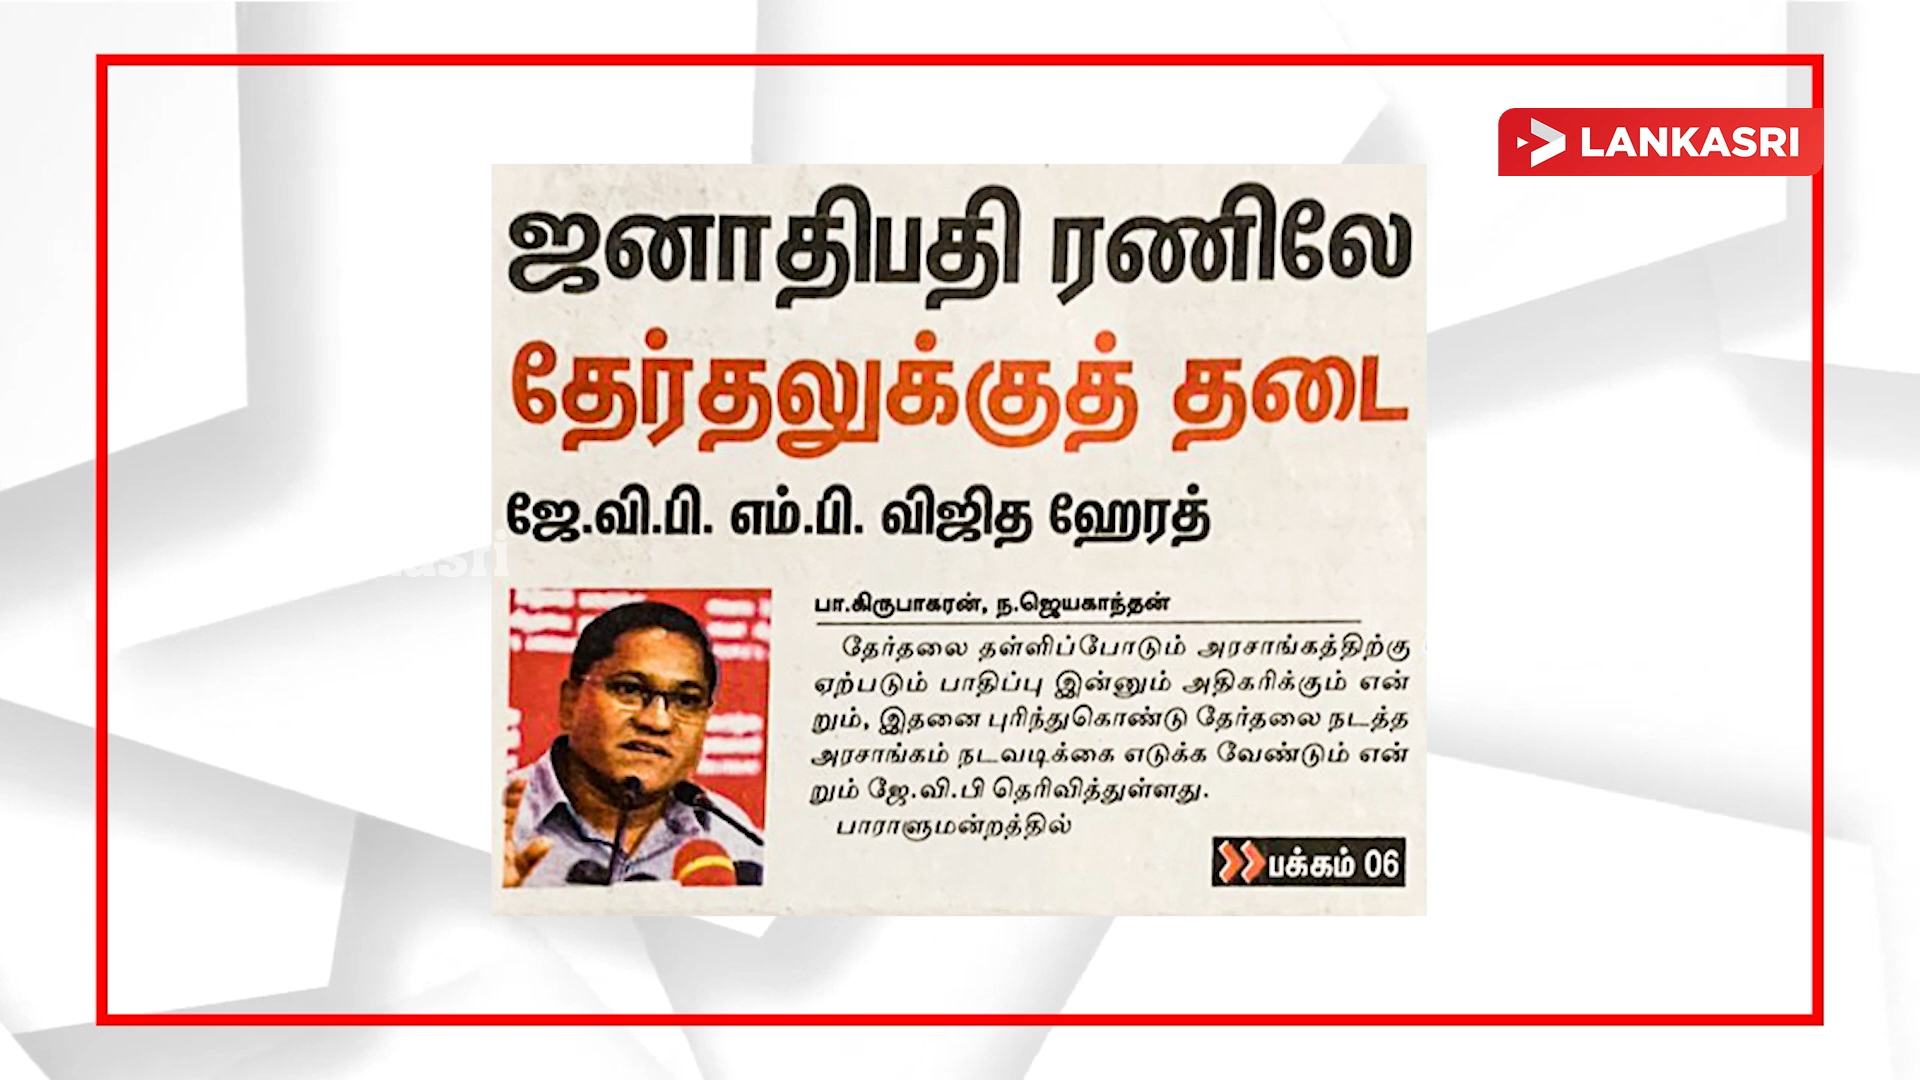 LANKASRI
ஜனாதிபதி ரணிலே
தேர்தலுக்குத் தடை
ஜே.வி.பி. எம்.பி. விஜித ஹேரத்
பா.கிருபாகரன், ந.ஜெயகாந்தன்
தேர்தலை தள்ளிப்போடும் அரசாங்கத்திற்கு
ஏற்படும் பாதிப்பு இன்னும் அதிகரிக்கும் என்
றும், இதனை புரிந்துகொண்டு தேர்தலை நடத்த
அரசாங்கம் நடவடிக்கை எடுக்க வேண்டும் என்
றும் ஜே.வி.பி தெரிவித்துள்ளது.
பாராளுமன்றத்தில்
பக்கம் 06